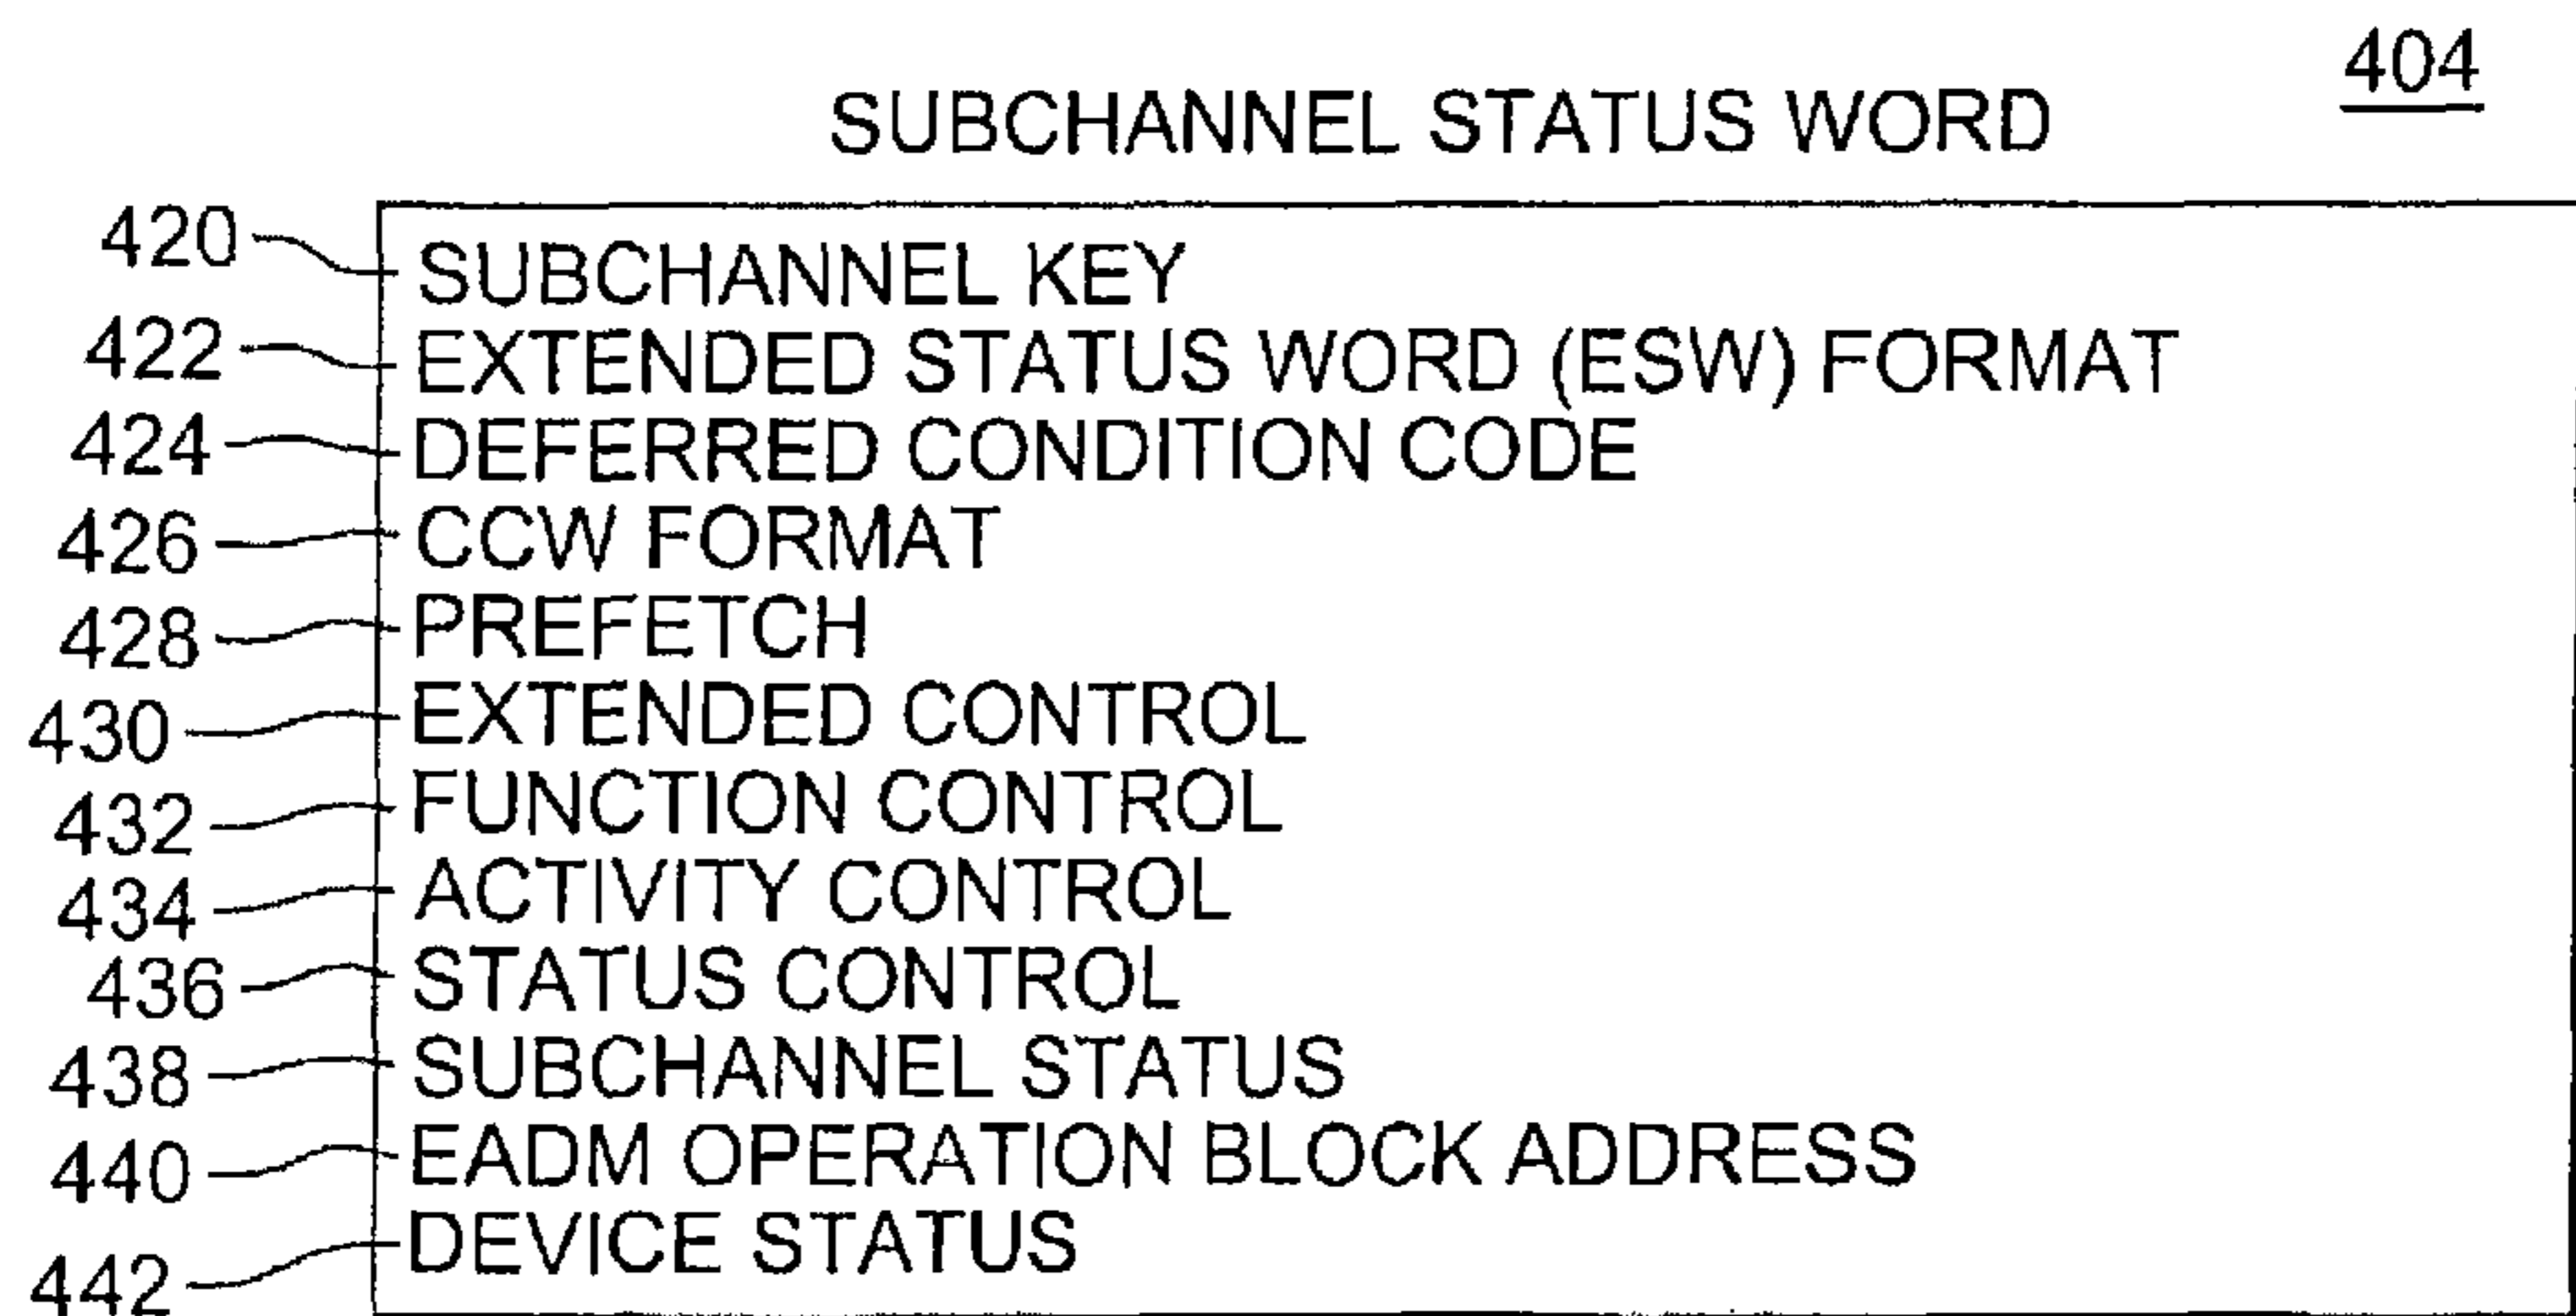 404
SUBCHANNEL STATUS WORD
420 SUBCHANNEL KEY
422 EXTENDED STATUS WORD (ESW) FORMAT
424 DEFERRED CONDITION CODE
426 CCW FORMAT
428 PREFETCH
430 EXTENDED CONTROL
432 FUNCTION CONTROL
434 ACTIVITY CONTROL
436 STATUS CONTROL
438 SUBCHANNEL STATUS
440 EADM OPERATION BLOCK ADDRESS
442 DEVICE STATUS